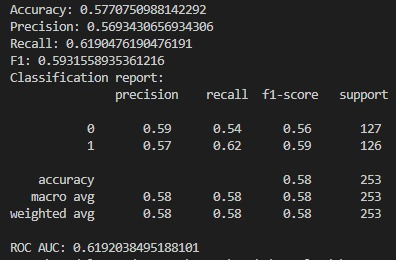 Accuracy: 0.5770750988142292
Precision: 0.5693430656934306
Recall: 0.6190476190476191
F1: 0.5931558935361216
Classification report:
precision recall f1-score support
0 0.59 0.54 0.56 127
1 0.57 0.62 0.59 126
accuracy 0.58 253
macro avg 0.58 0.58 0.58 253
weighted avg 0.58 0.58 0.58 253
ROC AUC: 0.6192038495188101